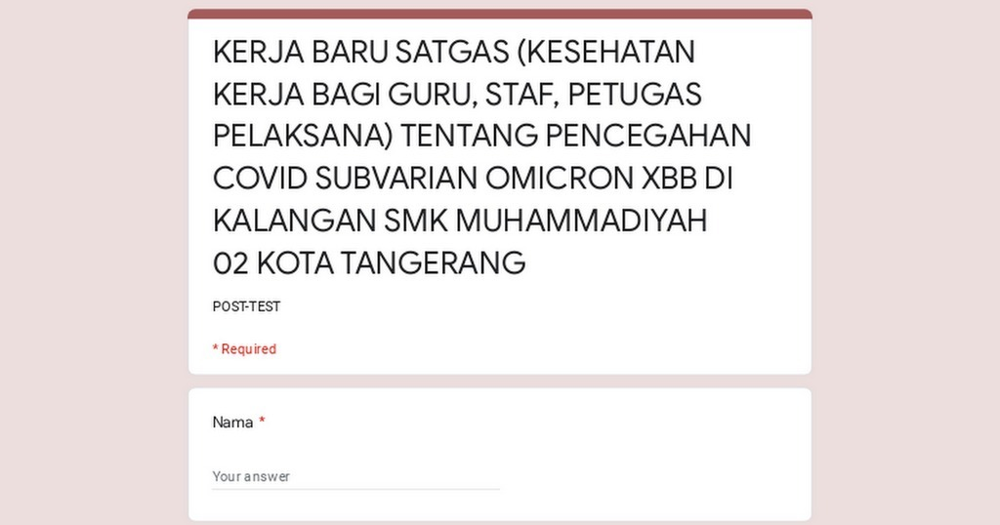 KERJA BARU SATGAS (KESEHATAN
KERJA BAGI GURU, STAF, PETUGAS
PELAKSANA) TENTANG PENCEGAHAN
COVID SUBVARIAN OMICRON XBB DI
KALANGAN SMK MUHAMMADIYAH
02 KOTA TANGERANG
POST-TEST
* Required
Nama *
Your answer